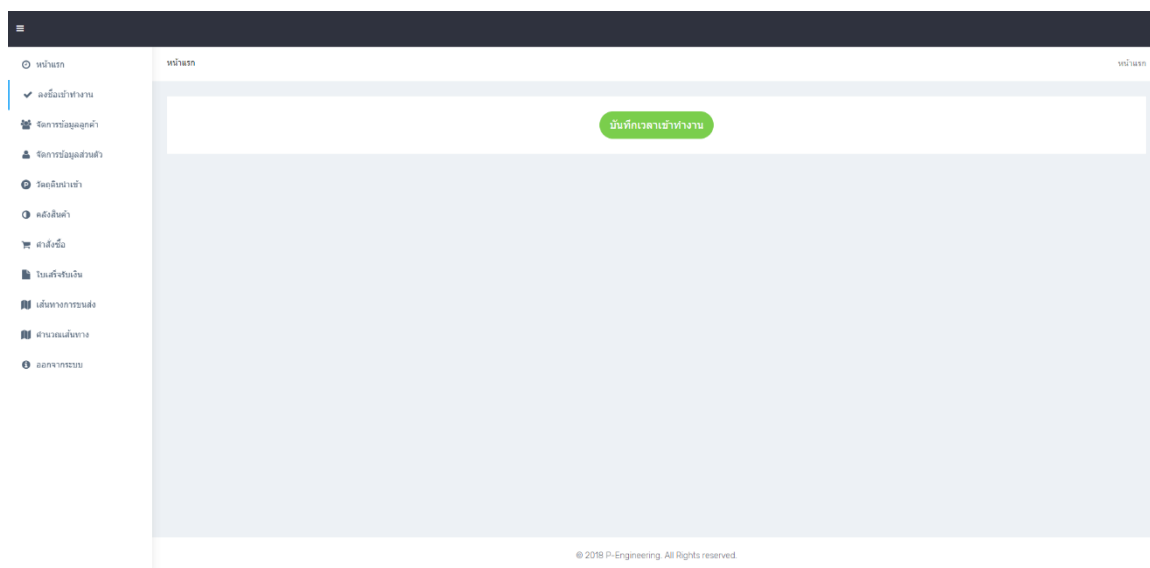 หน้าแรก
ลงชื่อเข้าทำงาน
จัดการข้อมูลลูกค้า
จัดการข้อมูลส่วนตัว
วัตถุดิบนำเข้า
คลังสินค้า
คำสั่งซื้อ
ใบเสร็จรับเงิน
เส้นทางการขนส่ง
คำนวณเส้นทาง
ออกจากระบบ
หน้าแรก
หน้าแรก
บันทึกเวลาเข้าทำงาน
© 2018 P-Engineering. All Rights reserved.